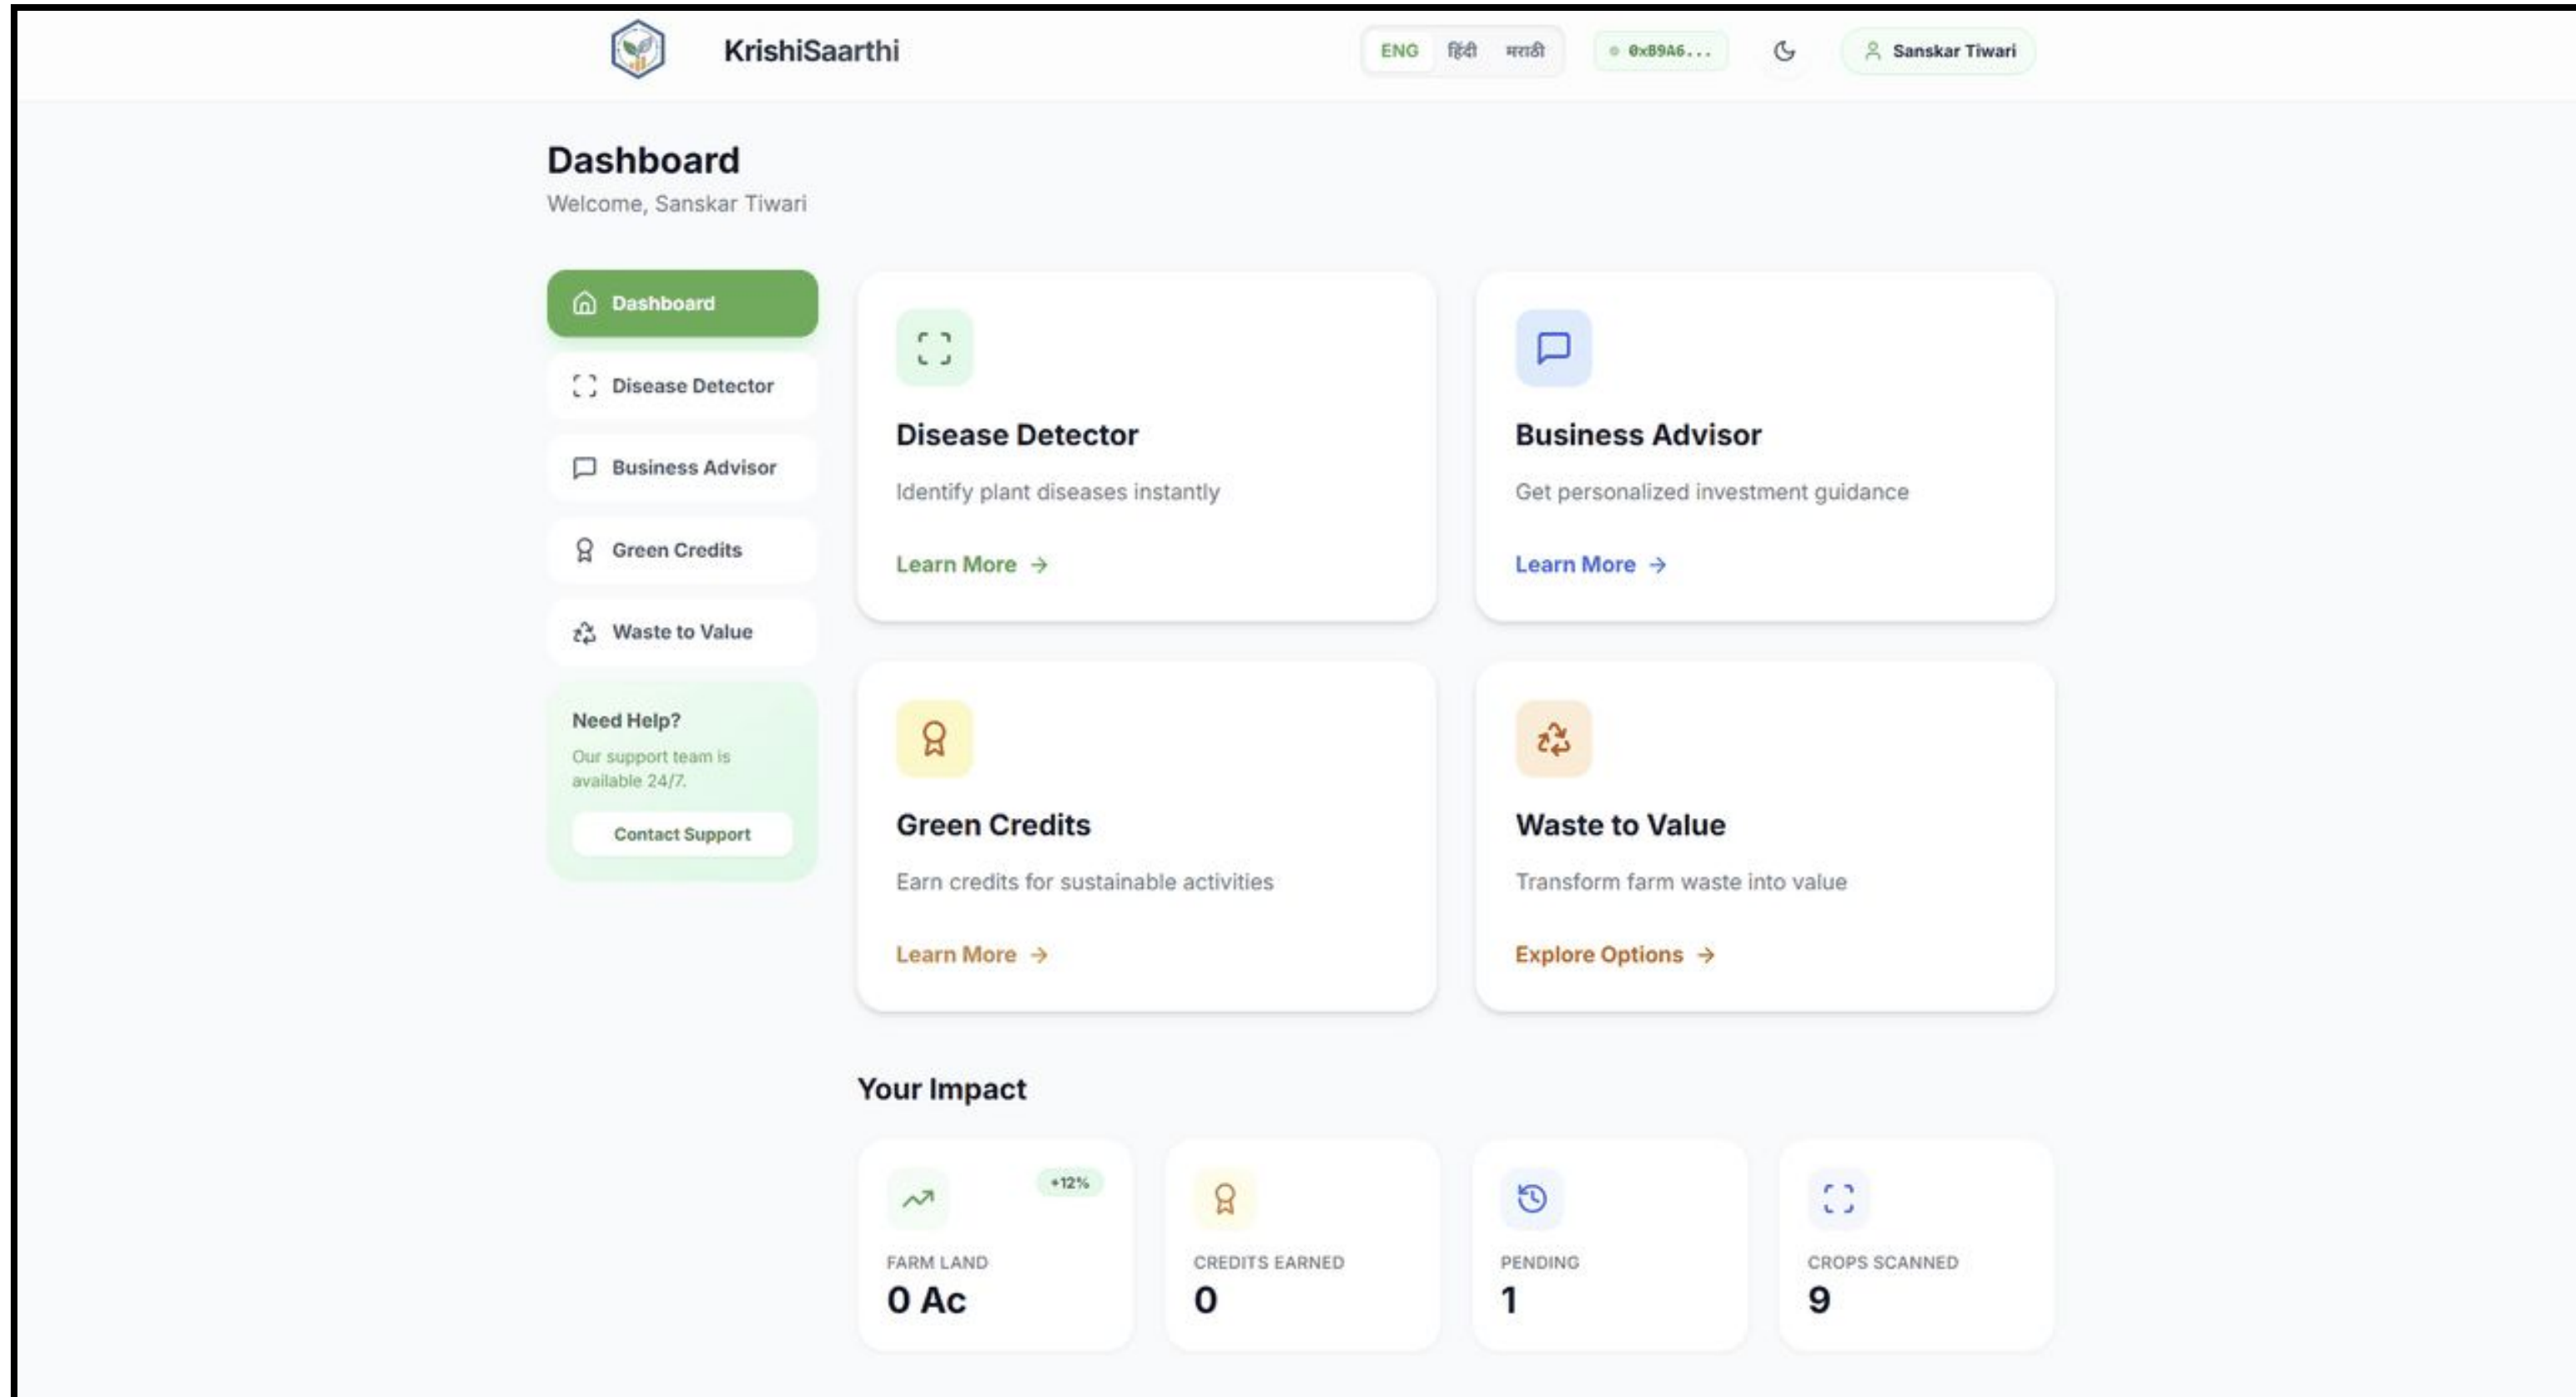 KrishiSaarthi
ENG हिंदी मराठी
0xB9A6...
Sanskar Tiwari
Dashboard
Welcome, Sanskar Tiwari
Dashboard
Disease Detector
Business Advisor
Green Credits
Waste to Value
Need Help?
Our support team is
available 24/7.
Contact Support
Disease Detector
Identify plant diseases instantly
Learn More →
Business Advisor
Get personalized investment guidance
Learn More →
Green Credits
Earn credits for sustainable activities
Learn More →
Waste to Value
Transform farm waste into value
Explore Options →
Your Impact
+12%
FARM LAND
0 Ac
CREDITS EARNED
0
PENDING
1
CROPS SCANNED
9